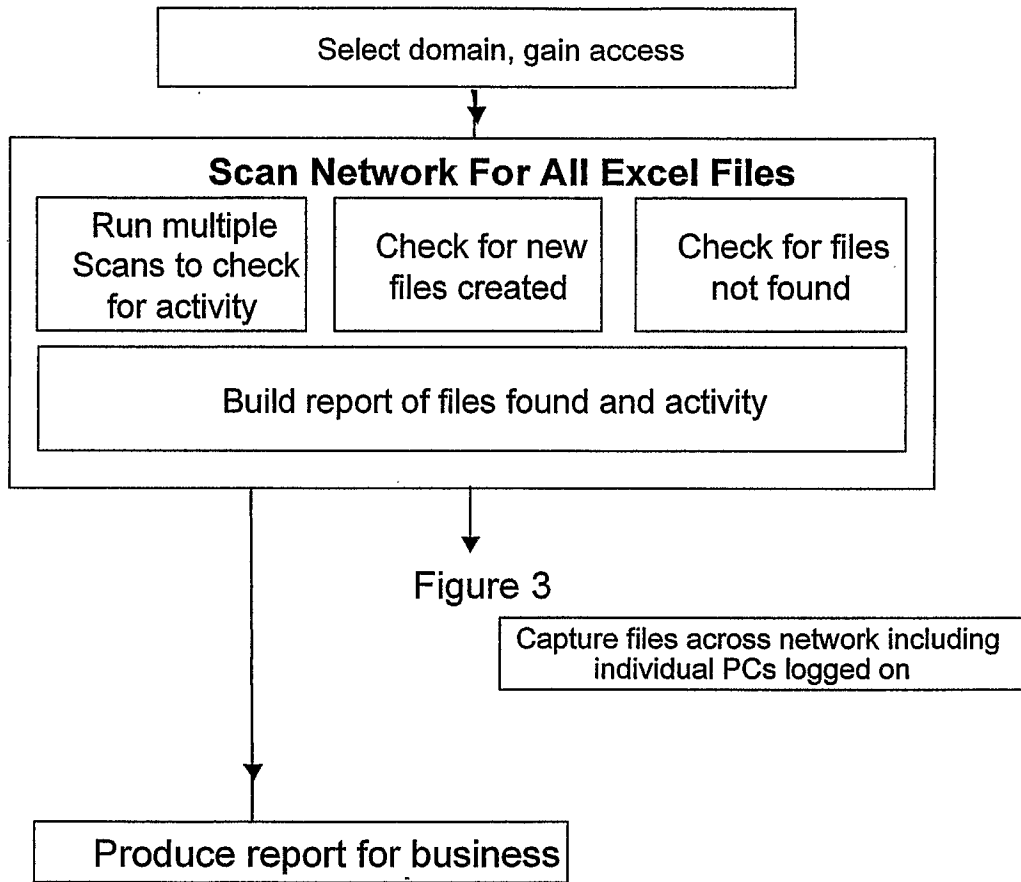 Select domain, gain access
Scan Network For All Excel Files
Run multiple
Scans to check
for activity
Check for new
files created
Check for files
not found
Build report of files found and activity
Figure 3
Capture files across network including
individual PCs logged on
Produce report for business